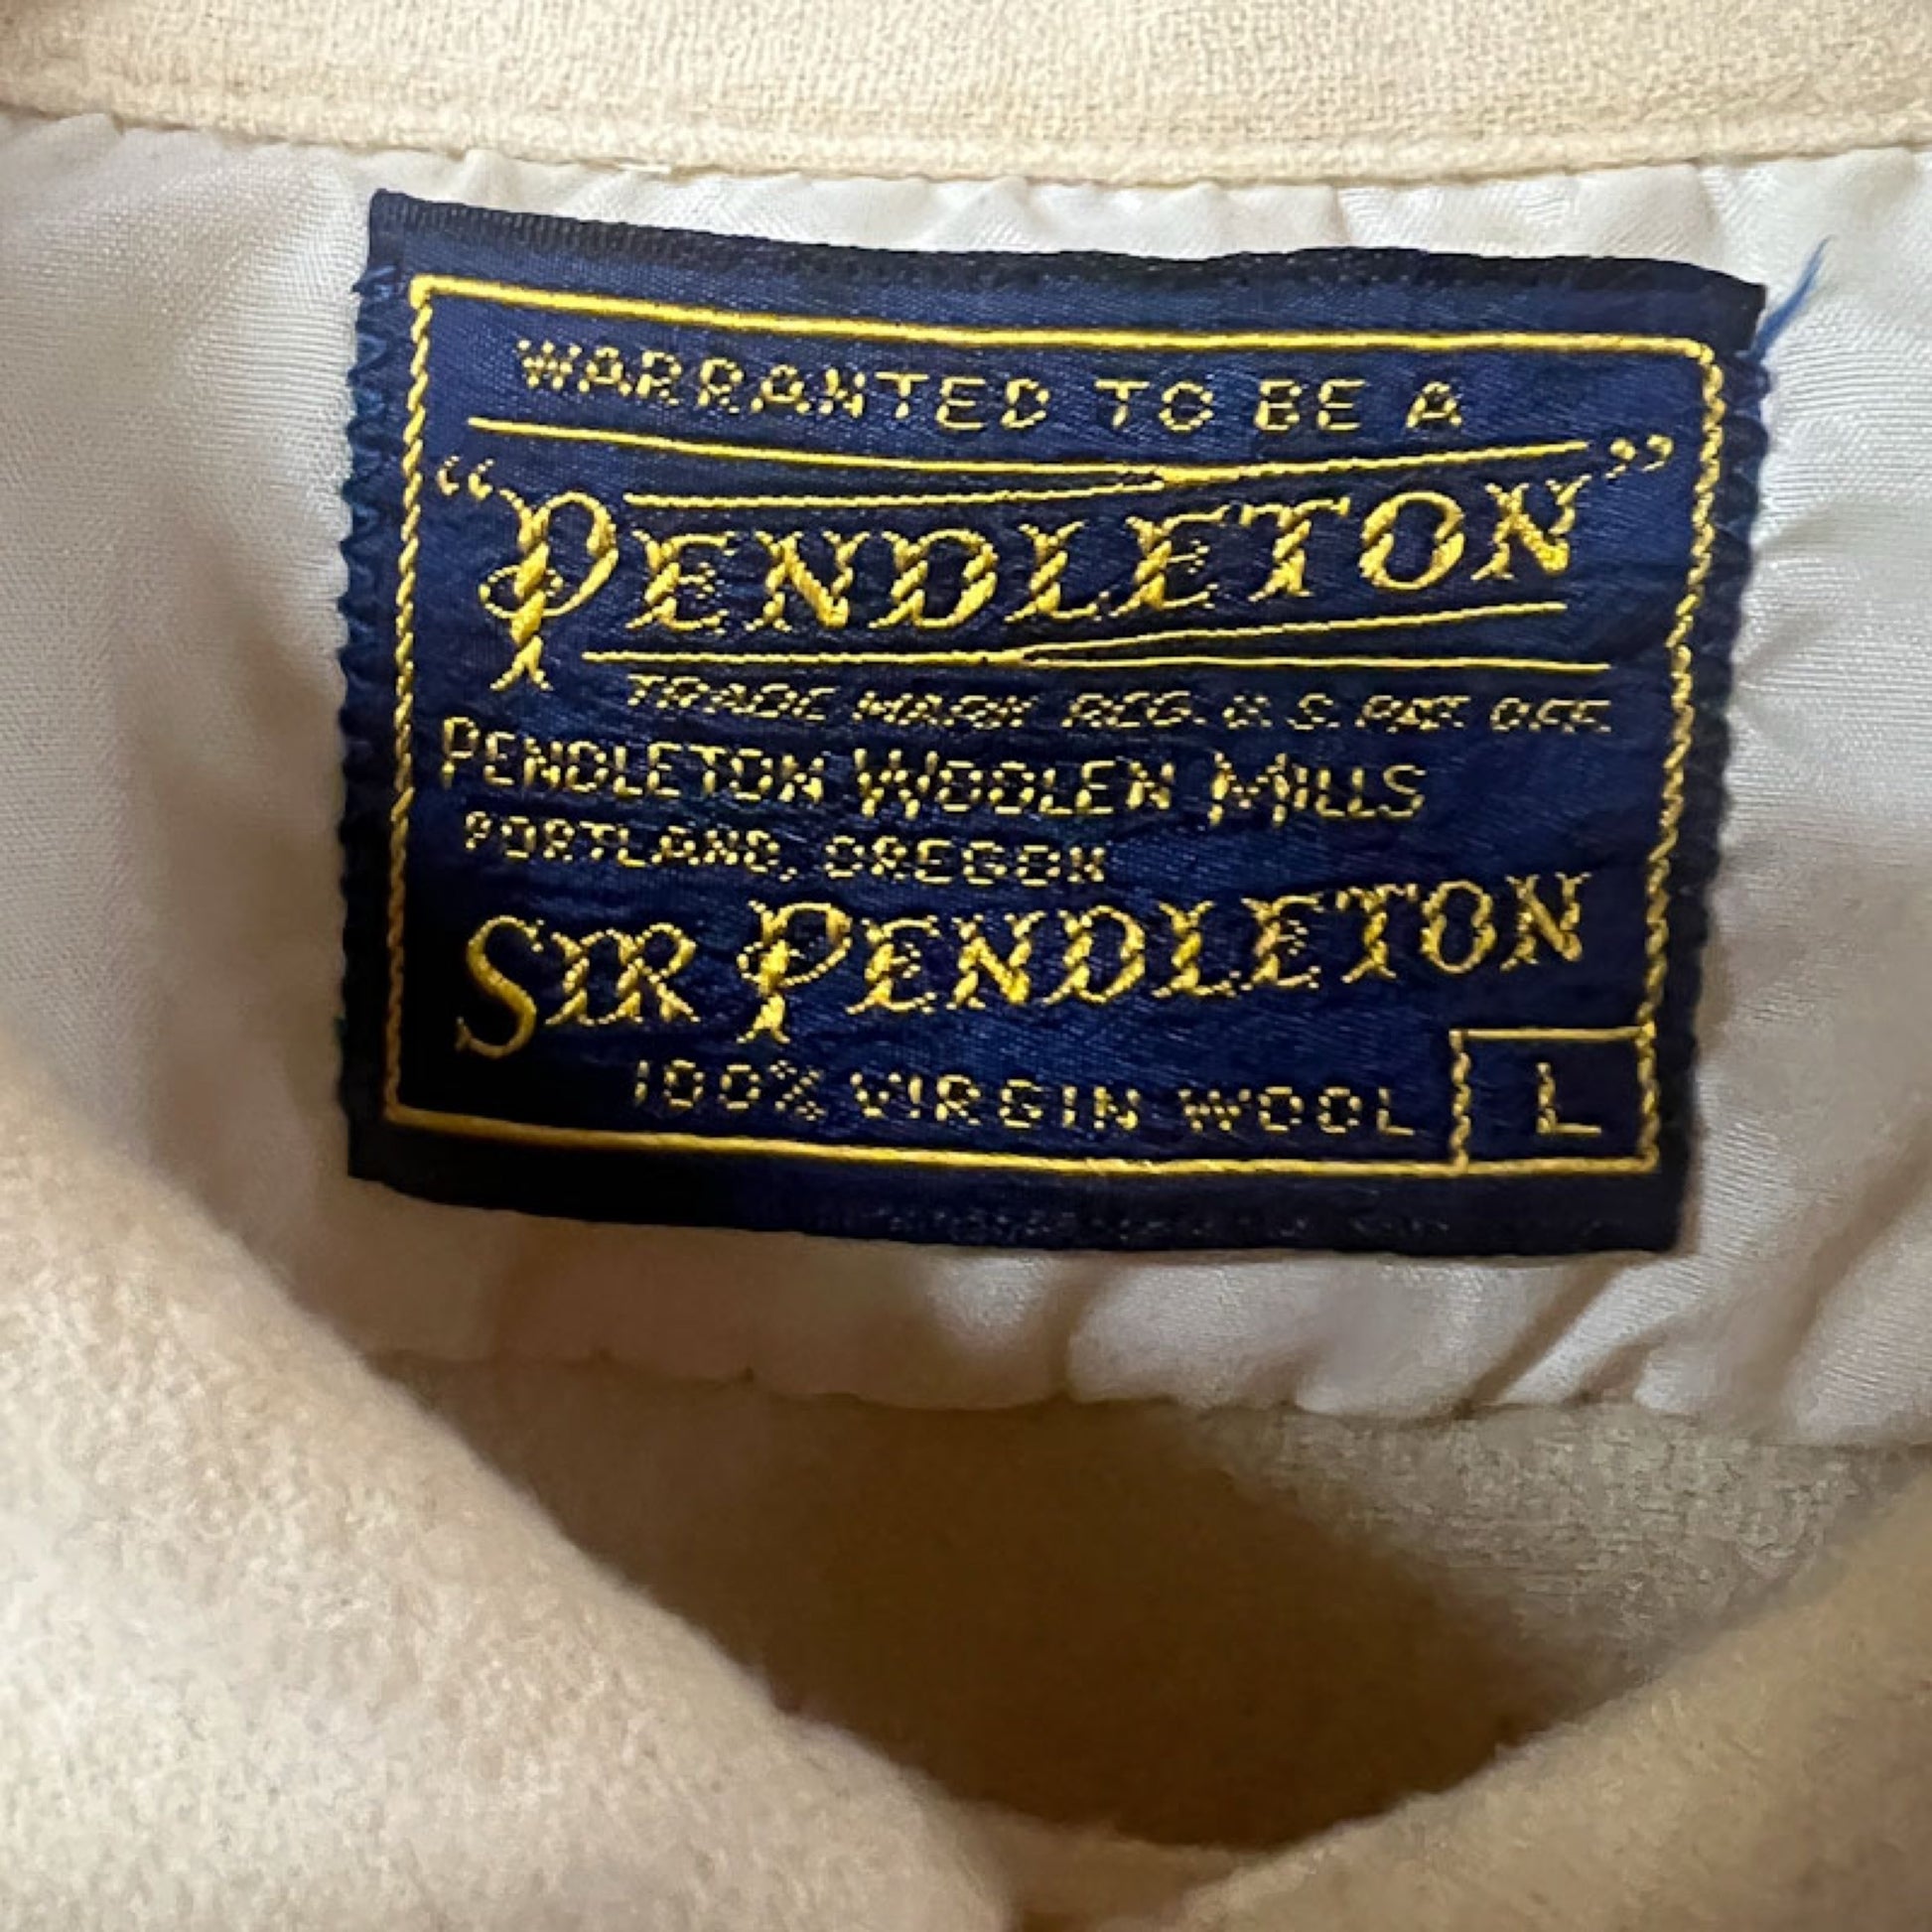 WARRANTED TO BE A
"PENDLETON"
TRADE MARK REG. U. S. PAT. OFF.
PENDLETON WOOLEN MILLS
PORTLAND, OREGON
SIR PENDLETON
100% VIRGIN WOOL L